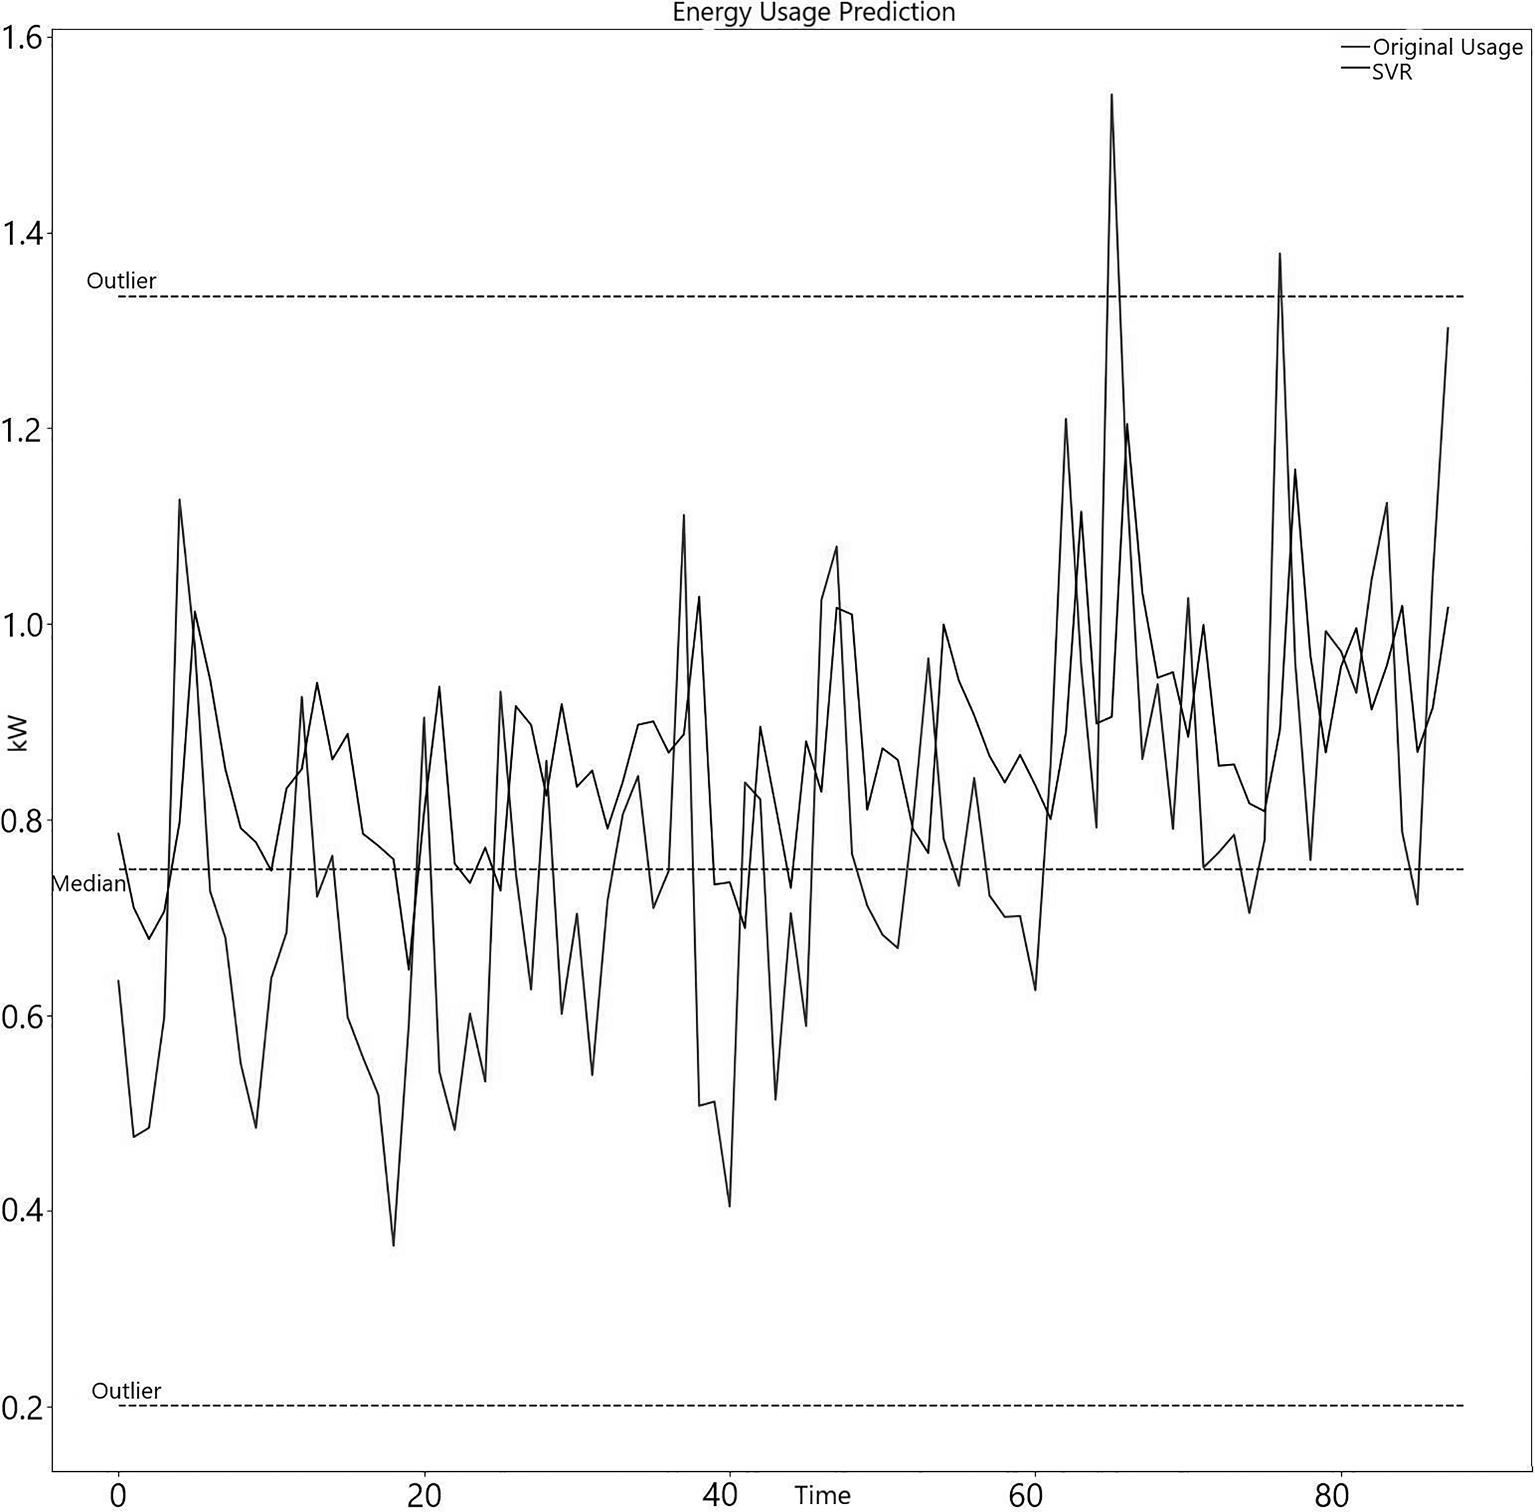 Energy Usage Prediction
1.6
Original Usage
SVR
1.4
Outlier
1.2
1.0
kW
0.8
Median
0.6
0.4
Outlier
0.2
0 20 40 Time 60 80